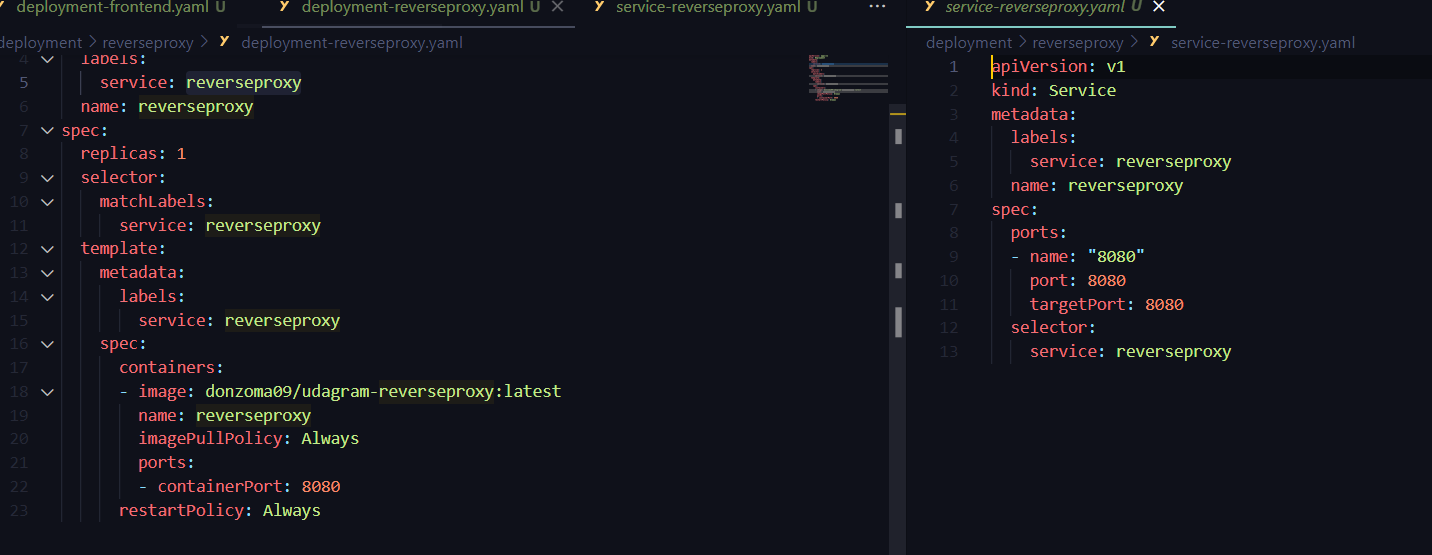 deployment-frontend.yaml U
deployment-reverseproxy.yaml U
service-reverseproxy.yaml U
deployment > reverseproxy > deployment-reverseproxy.yaml
4 labels:
5 service: reverseproxy
6 name: reverseproxy
7 spec:
8 replicas: 1
9 selector:
10 matchLabels:
11 service: reverseproxy
12 template:
13 metadata:
14 labels:
15 service: reverseproxy
16 spec:
17 containers:
18 - image: donzoma09/udagram-reverseproxy:latest
19 name: reverseproxy
20 imagePullPolicy: Always
21 ports:
22 - containerPort: 8080
23 restartPolicy: Always
service-reverseproxy.yaml U
deployment > reverseproxy > service-reverseproxy.yaml
1 apiVersion: v1
2 kind: Service
3 metadata:
4 labels:
5 service: reverseproxy
6 name: reverseproxy
7 spec:
8 ports:
9 - name: "8080"
10 port: 8080
11 targetPort: 8080
12 selector:
13 service: reverseproxy